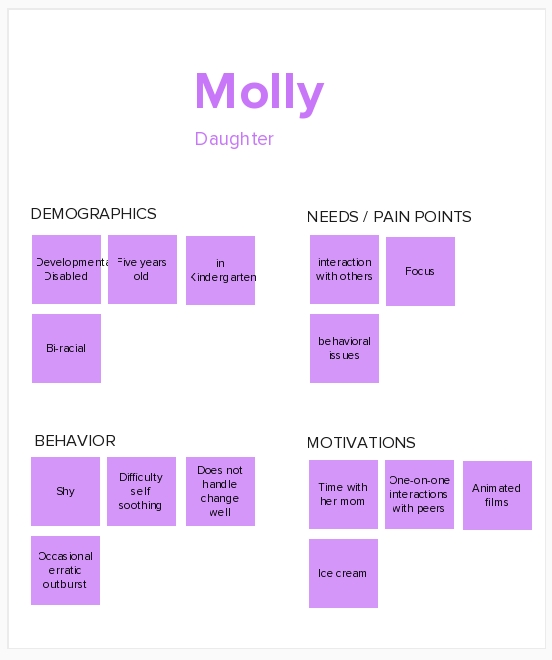 Molly
Daughter
DEMOGRAPHICS
Developmenta
Disabled
Five years
old
in
Kindergarten
Bi-racial
NEEDS / PAIN POINTS
interaction
with others
Focus
behavioral
issues
BEHAVIOR
Shy
Difficulty
self
soothing
Does not
handle
change
well
Occasional
erratic
outburst
MOTIVATIONS
Time with
her mom
One-on-one
interactions
with peers
Animated
films
Ice cream